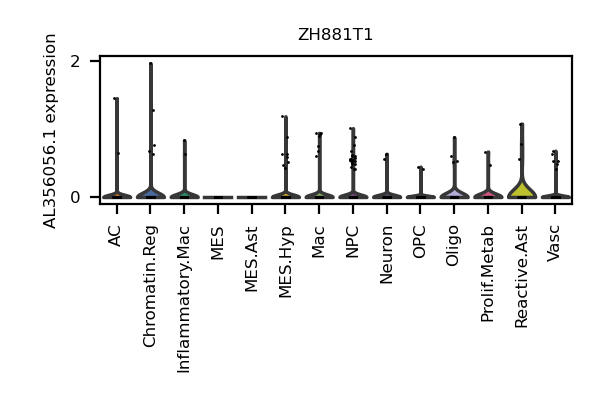 ZH881T1
AL356056.1 expression
2
0
AC
Chromatin.Reg
Inflammatory.Mac
MES
MES.Ast
MES.Hyp
Mac
NPC
Neuron
OPC
Oligo
Prolif.Metab
Reactive.Ast
Vasc